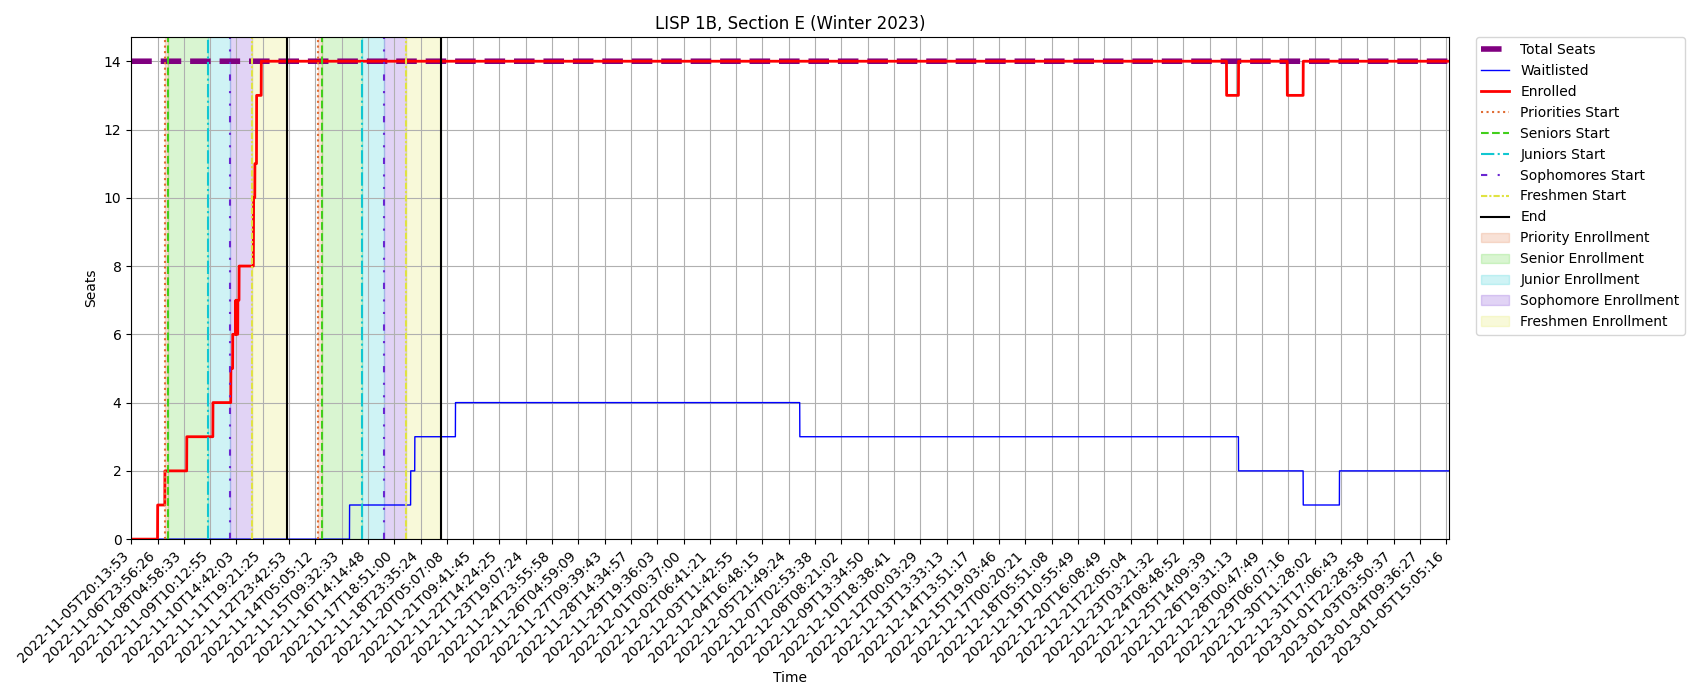 LISP 1B, Section E (Winter 2023)
14
12
10
8
6
4
2
0
Seats
2022-11-05T20:13:53
2022-11-06T23:56:26
2022-11-08T04:58:33
2022-11-09T10:12:55
2022-11-10T14:42:03
2022-11-11T19:21:25
2022-11-12T23:42:53
2022-11-14T05:05:12
2022-11-15T09:32:33
2022-11-16T14:14:48
2022-11-17T18:51:00
2022-11-18T23:35:24
2022-11-20T05:07:08
2022-11-21T09:41:45
2022-11-22T14:24:25
2022-11-23T19:07:24
2022-11-24T23:55:58
2022-11-26T04:59:09
2022-11-27T09:39:43
2022-11-28T14:34:57
2022-11-29T19:36:03
2022-12-01T00:37:00
2022-12-02T06:41:21
2022-12-03T11:42:55
2022-12-04T16:48:15
2022-12-05T21:49:24
2022-12-07T02:53:38
2022-12-08T08:21:02
2022-12-09T13:34:50
2022-12-10T18:38:41
2022-12-12T00:03:29
2022-12-13T13:33:13
2022-12-14T13:51:17
2022-12-15T19:03:46
2022-12-17T00:20:21
2022-12-18T05:51:08
2022-12-19T10:55:49
2022-12-20T16:08:49
2022-12-21T22:05:04
2022-12-23T03:21:32
2022-12-24T08:48:52
2022-12-25T14:09:39
2022-12-26T19:31:13
2022-12-28T00:47:49
2022-12-29T06:07:16
2022-12-30T11:28:02
2022-12-31T17:06:43
2023-01-01T22:28:58
2023-01-03T03:50:37
2023-01-04T09:36:27
2023-01-05T15:05:16
Time
Total Seats
Waitlisted
Enrolled
Priorities Start
Seniors Start
Juniors Start
Sophomores Start
Freshmen Start
End
Priority Enrollment
Senior Enrollment
Junior Enrollment
Sophomore Enrollment
Freshmen Enrollment